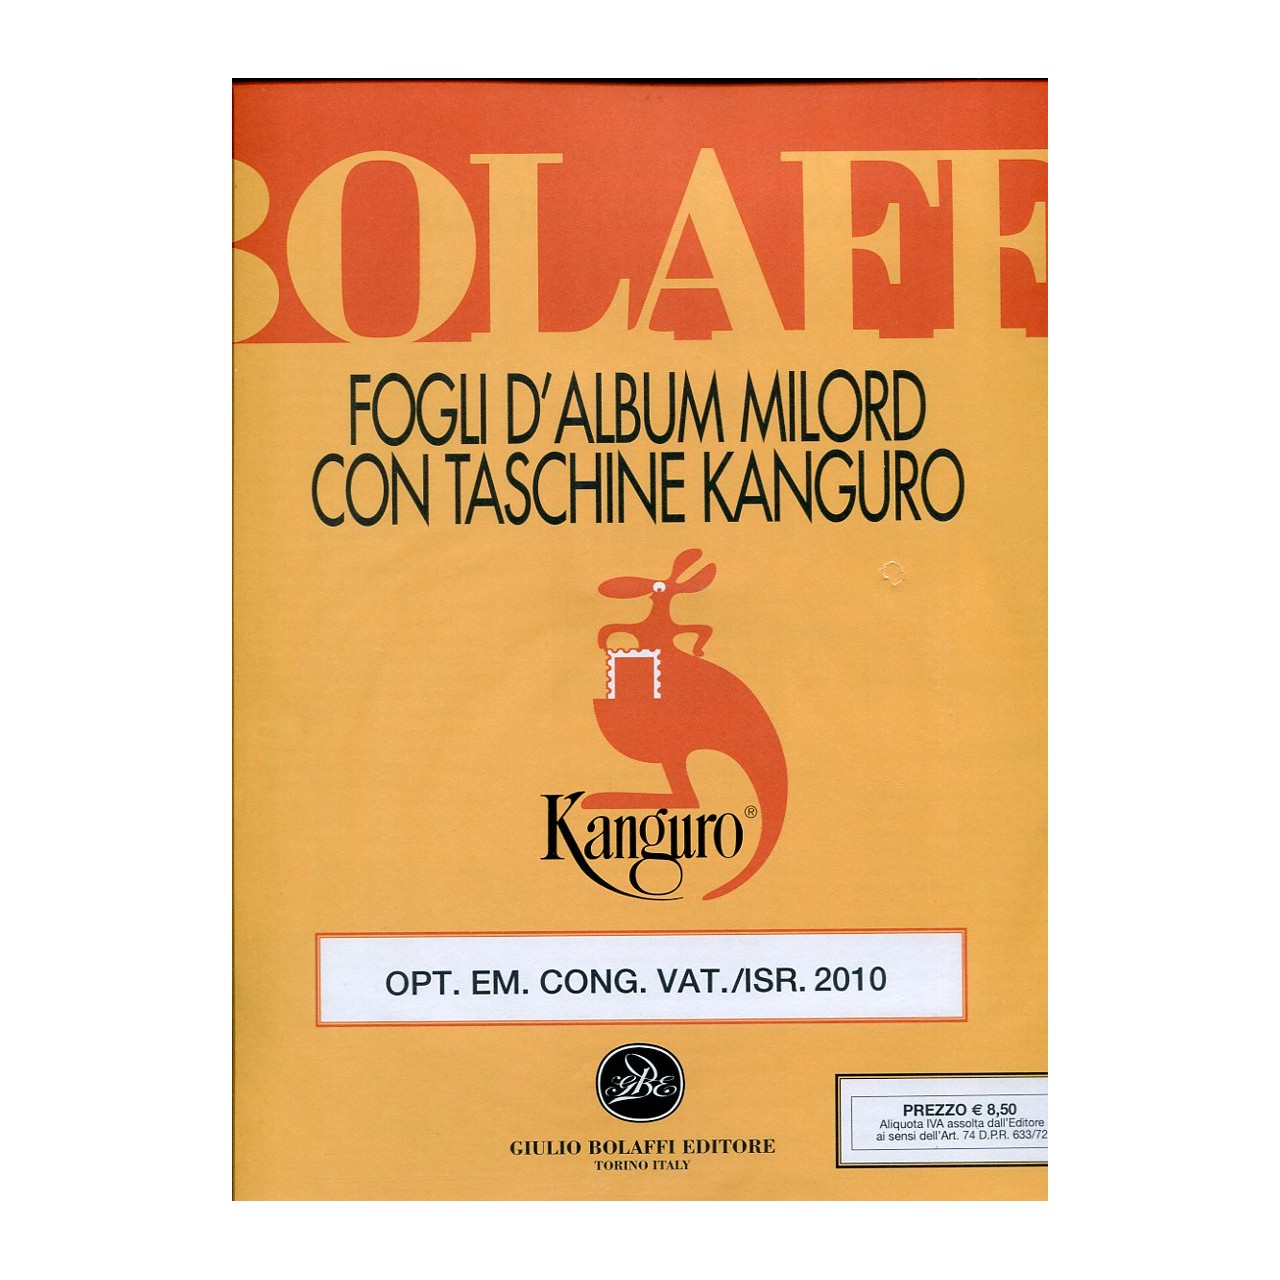 BOLAFF
FOGLI D'ALBUM MILORD
CON TASCHINE KANGURO
Kanguro®
OPT. EM. CONG. VAT./ISR. 2010
GBE
GIULIO BOLAFFI EDITORE
TORINO ITALY
PREZZO € 8,50
Aliquota IVA assolta dall'Editore
ai sensi dell'Art. 74 D.P.R. 633/72